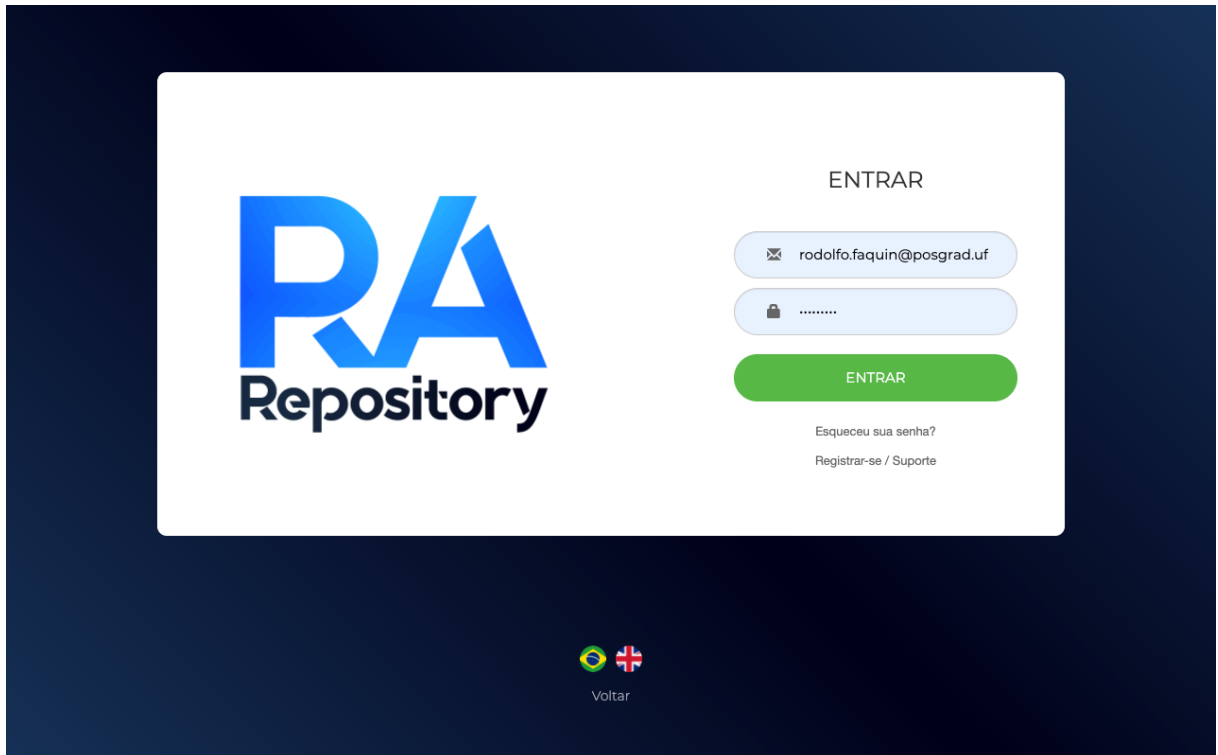 RA
Repository
ENTRAR
rodolfo.faquin@posgrad.uf
.........
ENTRAR
Esqueceu sua senha?
Registrar-se / Suporte
Voltar